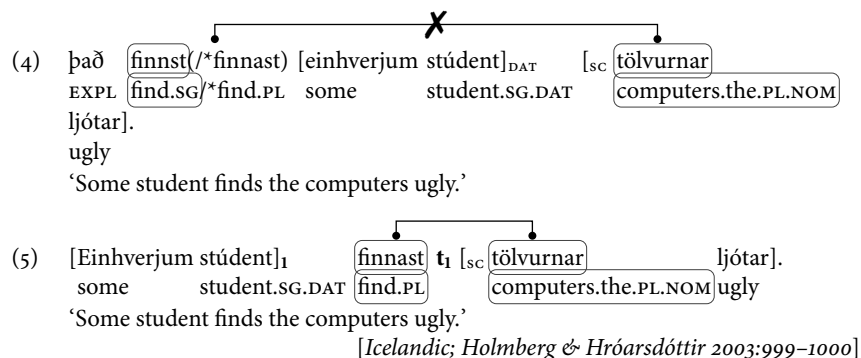 ✗
(4) það finnst(/*finnast) [einhverjum stúdent]DAT [SC tölvurnar
EXPL find.SG/*find.PL some student.SG.DAT computers.the.PL.NOM
ljótar].
ugly
‘Some student finds the computers ugly.’
(5) [Einhverjum stúdent]1 finnast t1 [SC tölvurnar ljótar].
some student.SG.DAT find.PL computers.the.PL.NOM ugly
‘Some student finds the computers ugly.’
[Icelandic; Holmberg & Hróarsdóttir 2003:999–1000]